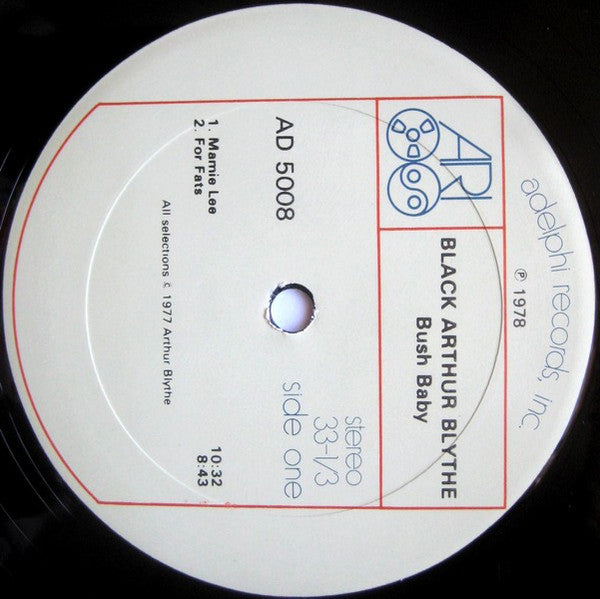 adelphi records, inc.
℗ 1978
API
BLACK ARTHUR BLYTHE
Bush Baby
AD 5008
stereo
33-1/3
side one
1. Mamie Lee 10:32
2. For Fats 8:43
All selections © 1977 Arthur Blythe